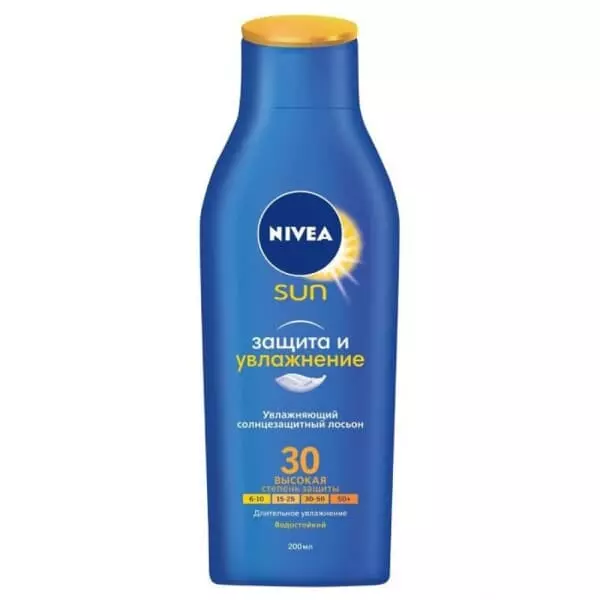 NIVEA
sun
защита и
увлажнение
Увлажняющий
солнцезащитный лосьон
30
ВЫСОКАЯ
степень защиты
6-10 15-25 30-50 50+
Длительное увлажнение
Водостойкий
200мл